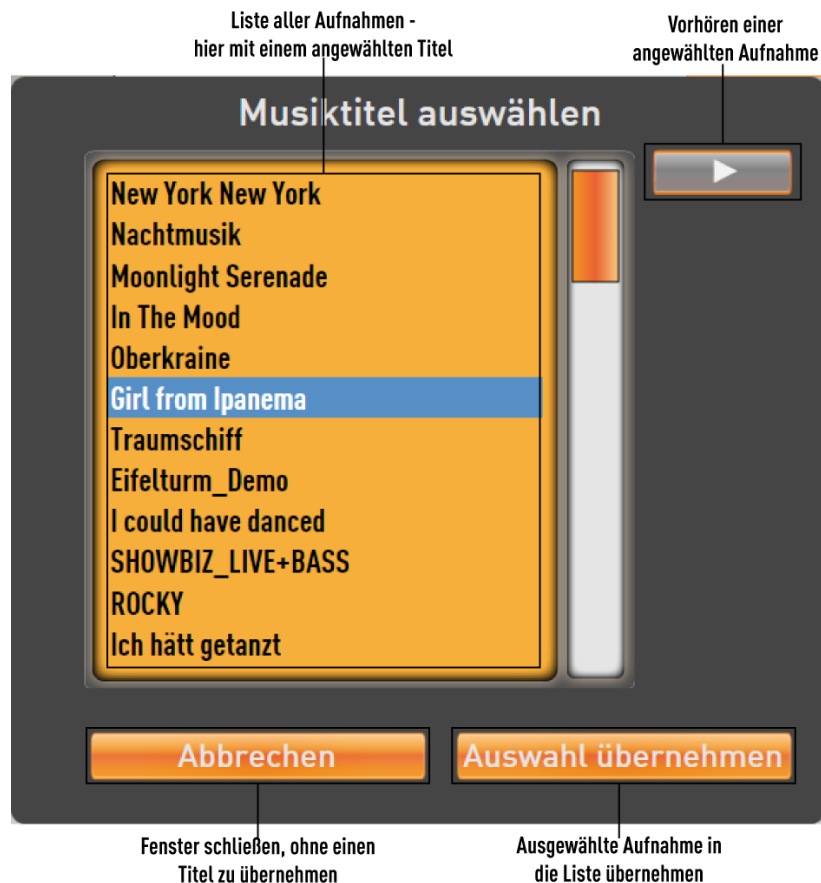 Liste aller Aufnahmen -
hier mit einem angewählten Titel
Vorhören einer
angewählten Aufnahme
Musiktitel auswählen
New York New York
Nachtmusik
Moonlight Serenade
In The Mood
Oberkraine
Girl from Ipanema
Traumschiff
Eifelturm_Demo
I could have danced
SHOWBIZ_LIVE+BASS
ROCKY
Ich hätt getanzt
Abbrechen
Auswahl übernehmen
Fenster schließen, ohne einen
Titel zu übernehmen
Ausgewählte Aufnahme in
die Liste übernehmen